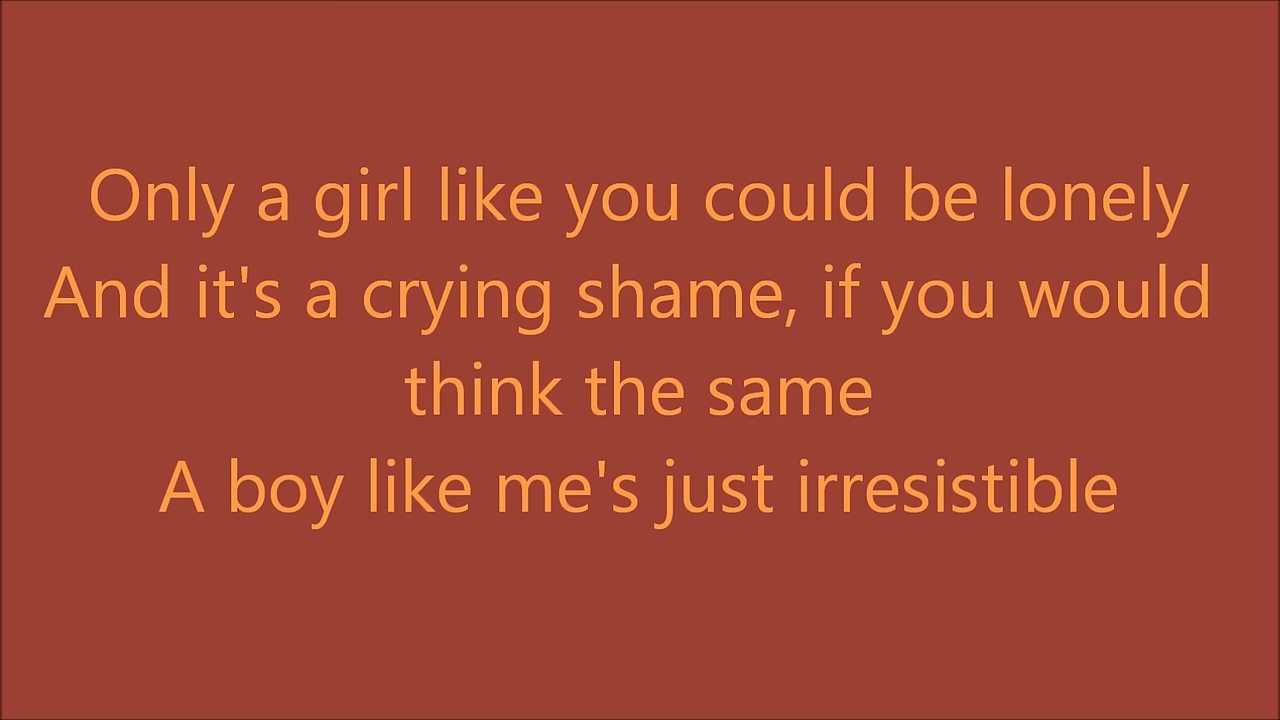 Only a girl like you could be lonely
And it's a crying shame, if you would
think the same
A boy like me's just irresistible